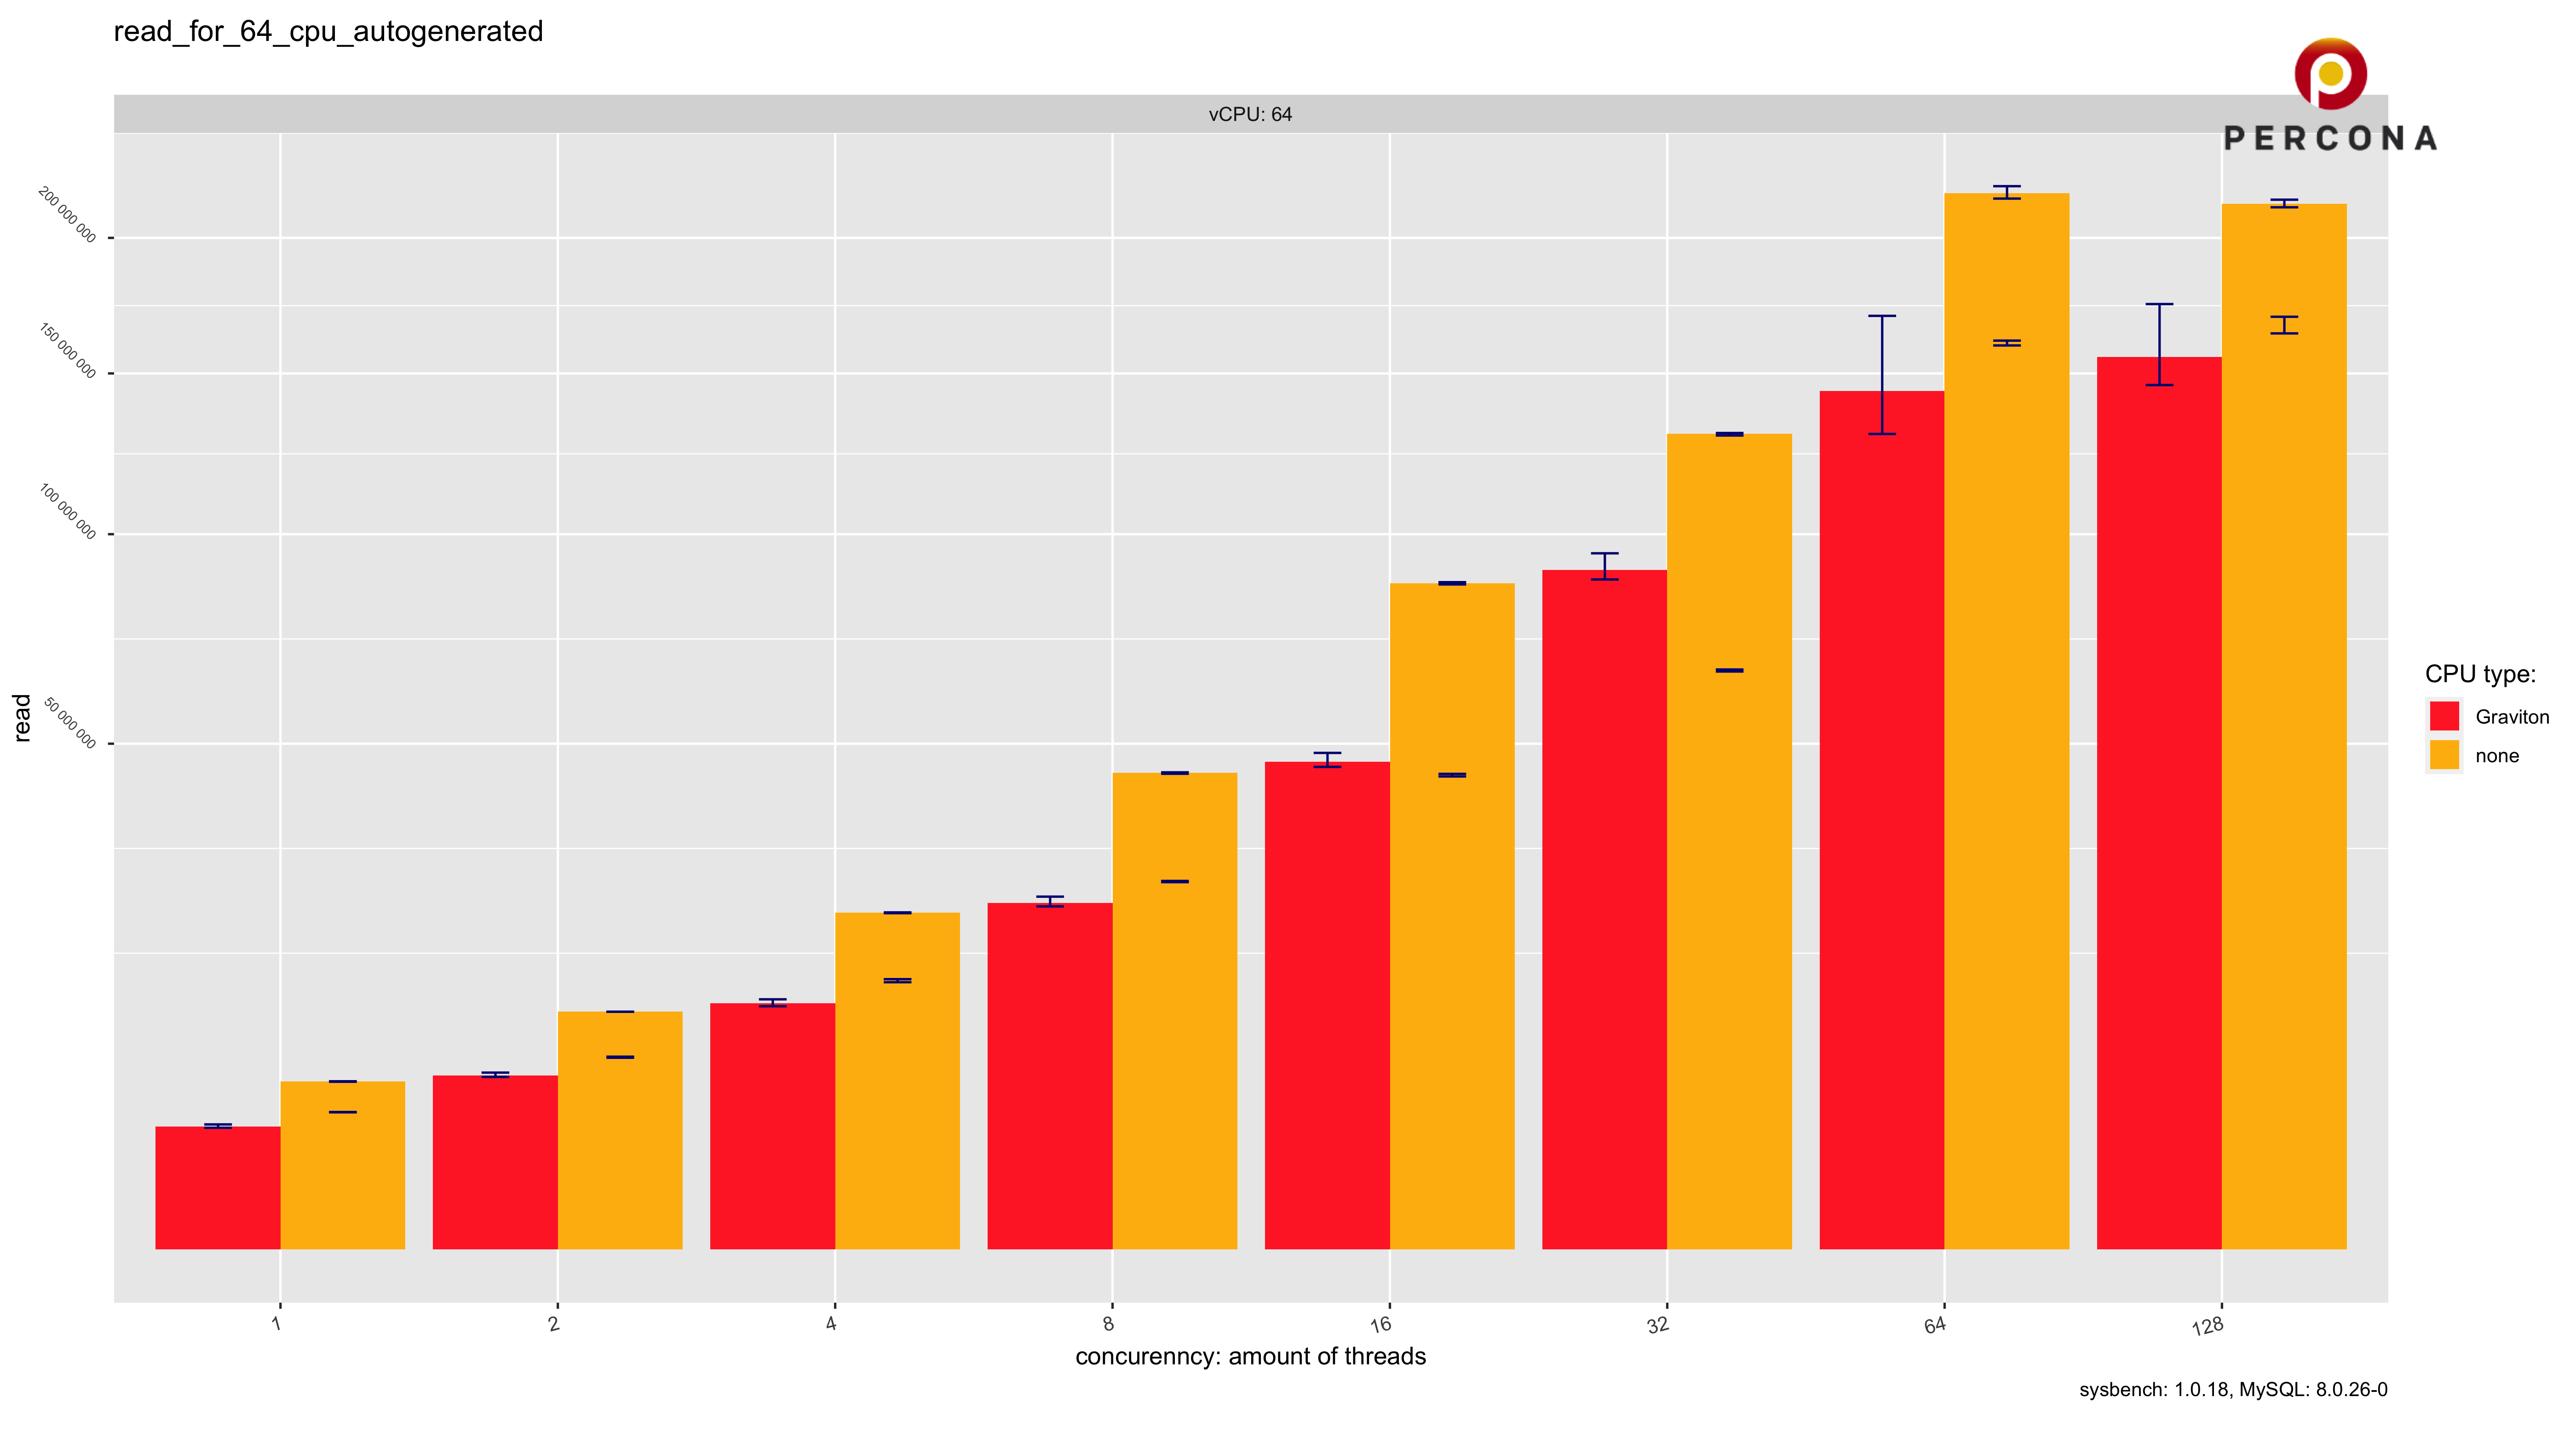 read_for_64_cpu_autogenerated
PERCONA
vCPU: 64
200 000 000
150 000 000
100 000 000
50 000 000
read
CPU type:
Graviton
none
1 2 4 8 16 32 64 128
concurenncy: amount of threads
sysbench: 1.0.18, MySQL: 8.0.26-0